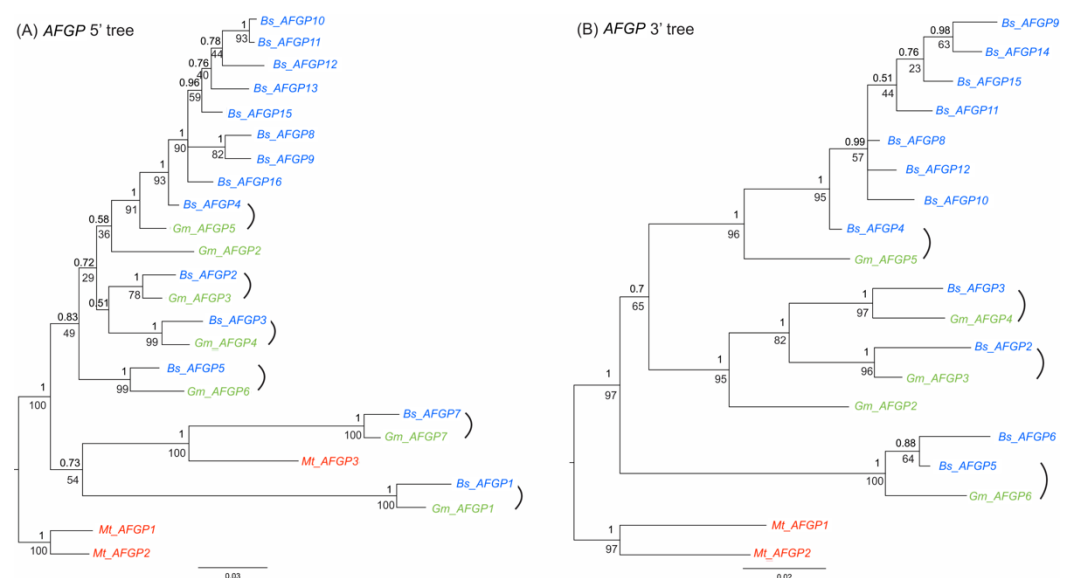 (A) AFGP 5’ tree
1
93
Bs_AFGP10
Bs_AFGP11
0.78
44
Bs_AFGP12
0.76
40
Bs_AFGP13
0.96
59
Bs_AFGP15
1
90
Bs_AFGP8
1
82
Bs_AFGP9
Bs_AFGP16
1
93
Bs_AFGP4
1
91
Gm_AFGP5
0.58
36
Gm_AFGP2
0.72
29
Bs_AFGP2
1
78
Gm_AFGP3
0.51
Bs_AFGP3
1
99
Gm_AFGP4
0.83
49
Bs_AFGP5
1
99
Gm_AFGP6
1
100
Bs_AFGP7
1
100
Gm_AFGP7
1
100
Mt_AFGP3
0.73
54
Bs_AFGP1
1
100
Gm_AFGP1
Mt_AFGP1
1
100
Mt_AFGP2
0.03
(B) AFGP 3’ tree
Bs_AFGP9
0.98
63
Bs_AFGP14
0.76
23
Bs_AFGP15
0.51
44
Bs_AFGP11
0.99
57
Bs_AFGP8
Bs_AFGP12
Bs_AFGP10
1
95
Bs_AFGP4
1
96
Gm_AFGP5
0.7
65
Bs_AFGP3
1
97
Gm_AFGP4
1
82
Bs_AFGP2
1
96
Gm_AFGP3
1
95
Gm_AFGP2
1
97
Bs_AFGP6
0.88
64
Bs_AFGP5
1
100
Gm_AFGP6
Mt_AFGP1
1
97
Mt_AFGP2
0.02